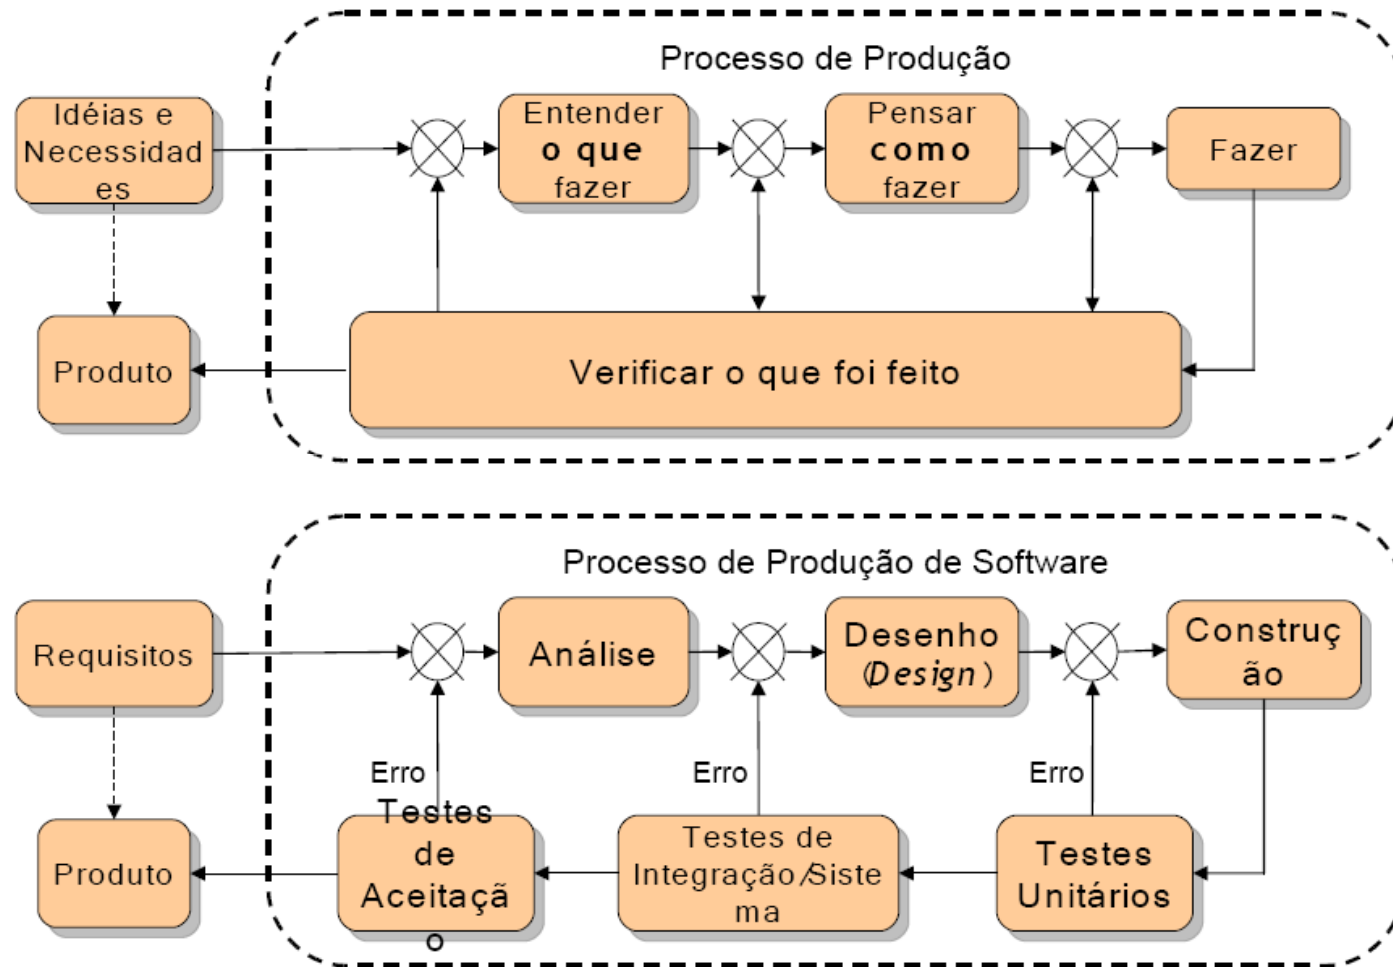 Processo de Produção
Idéias e
Necessidad
es
Entender
o que
fazer
Pensar
como
fazer
Fazer
Produto
Verificar o que foi feito
Processo de Produção de Software
Requisitos
Análise
Desenho
(Design)
Construç
ão
Erro
Erro
Erro
Produto
Testes
de
Aceitaçã
o
Testes de
Integração/Siste
ma
Testes
Unitários